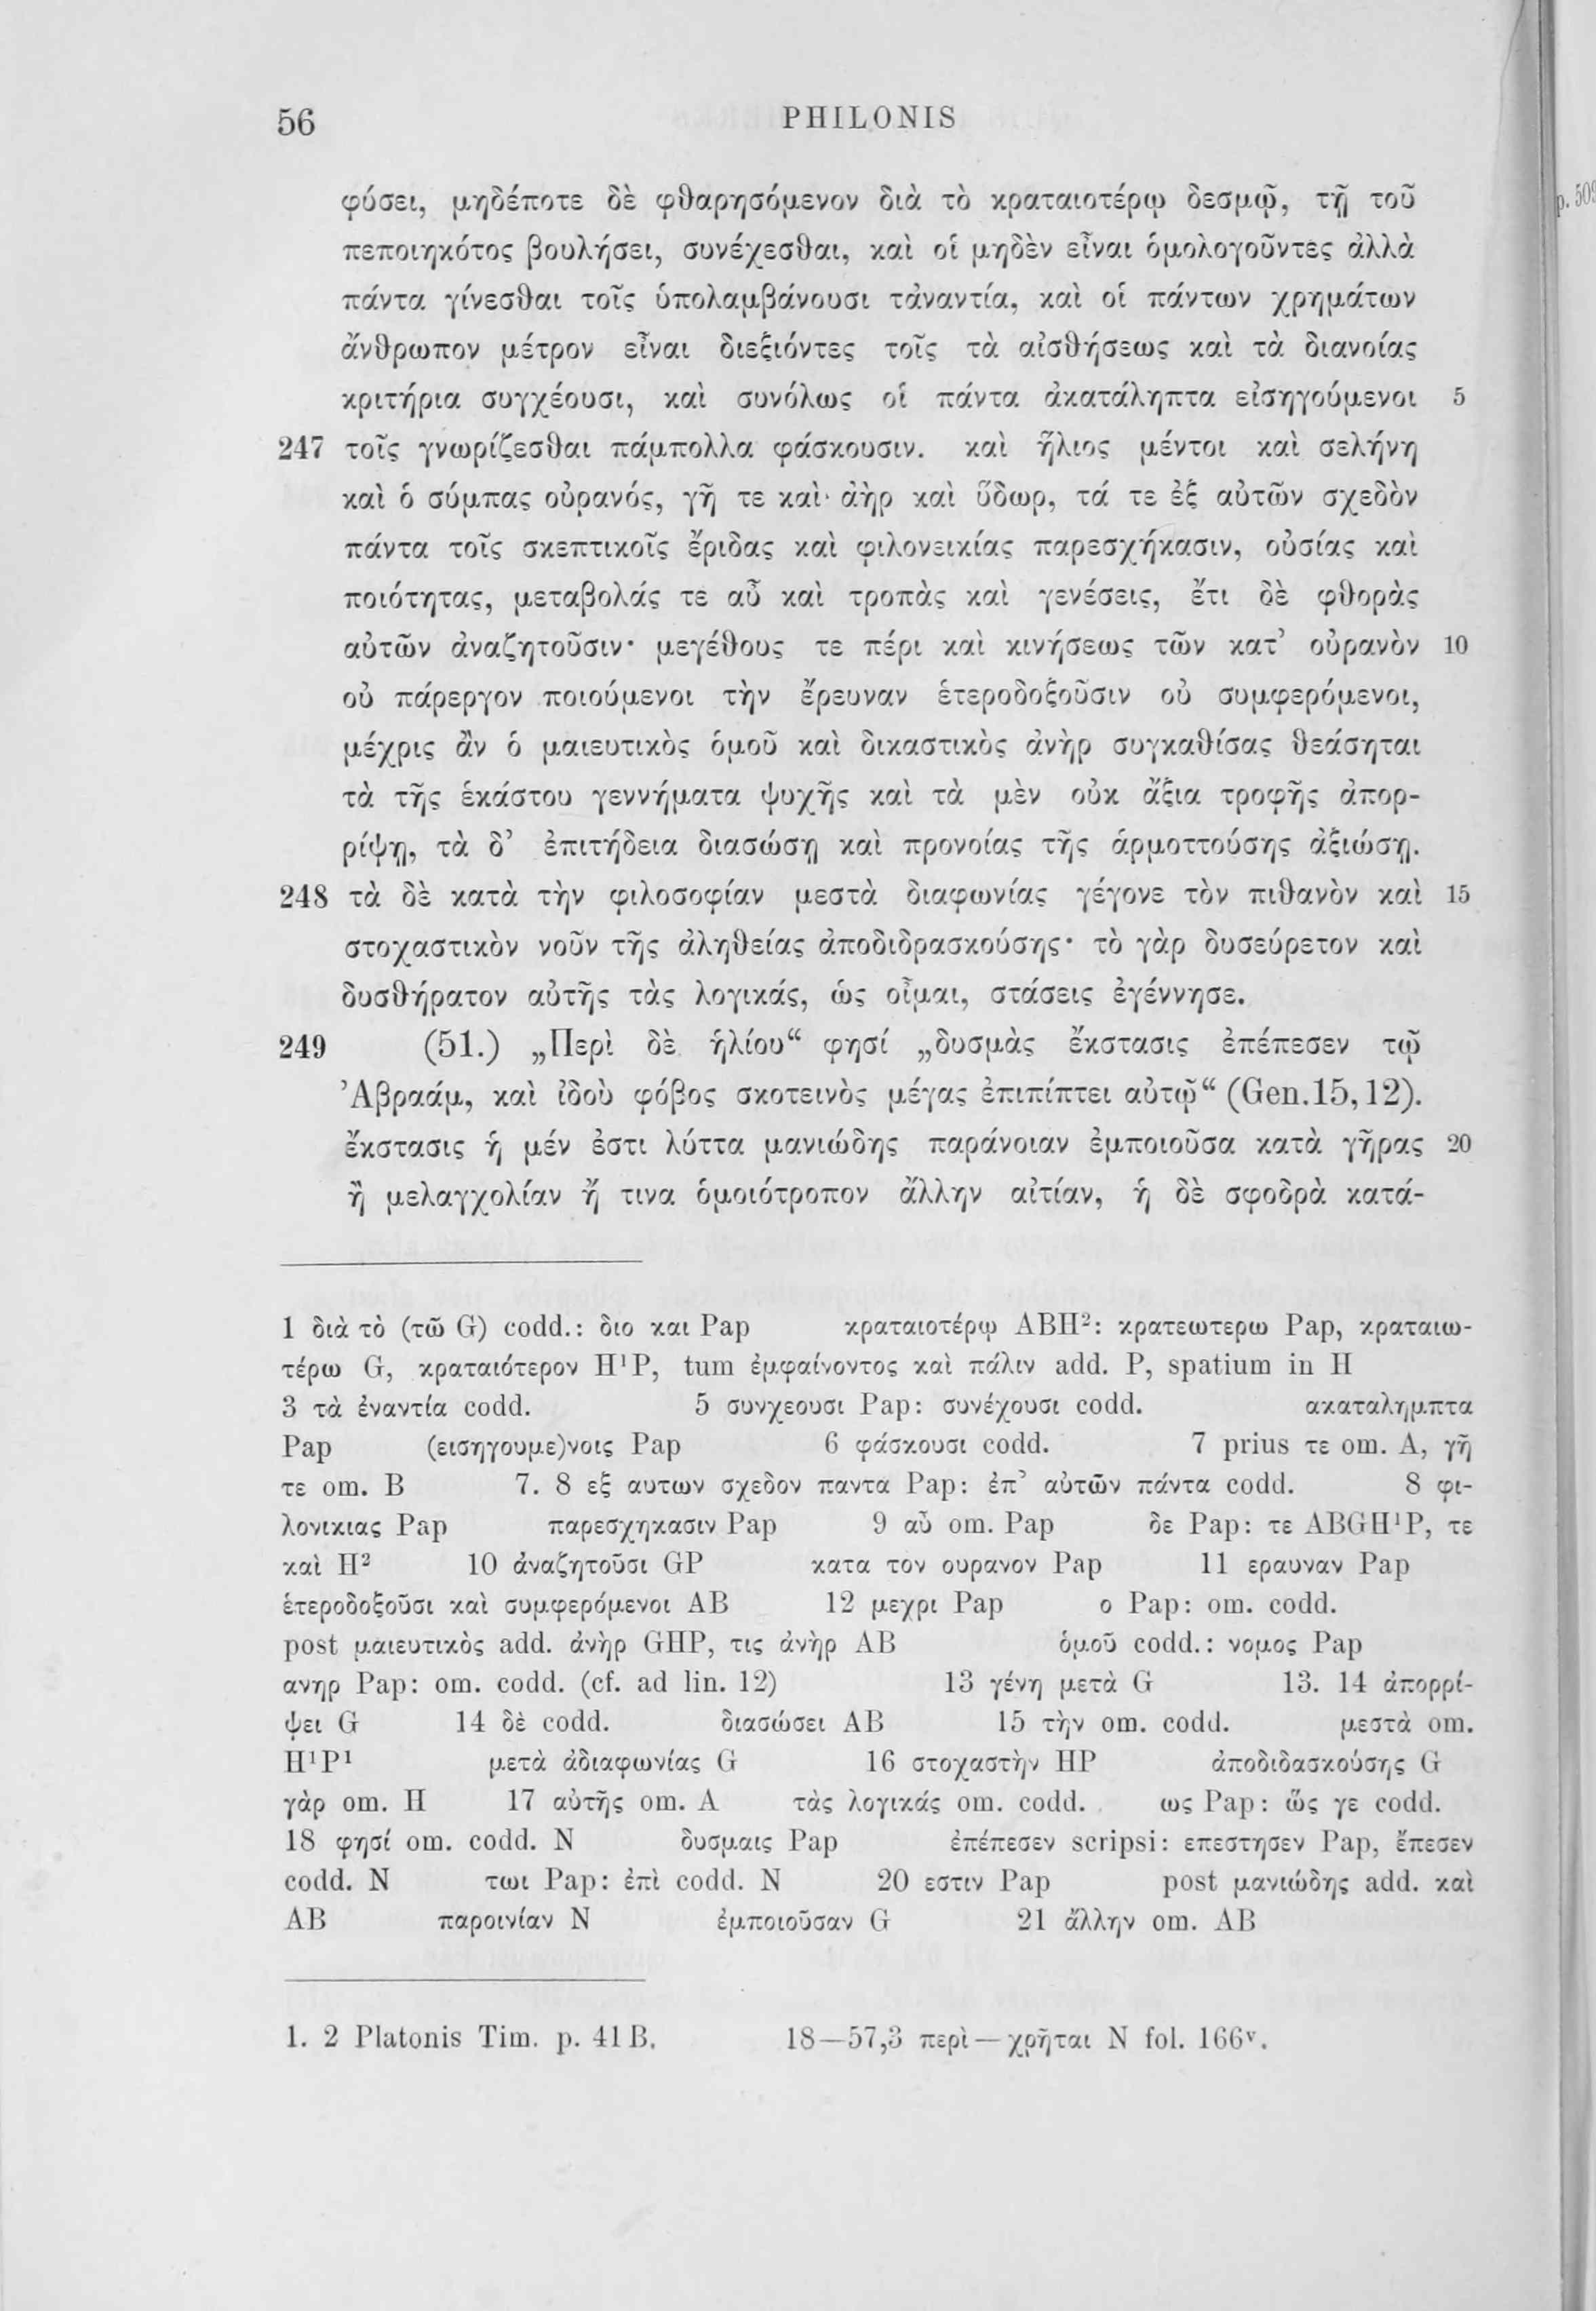 56 PHILONIS
φύσει, μηδέποτε δὲ φθαρησόμενον διὰ τὸ κραταιοτέρῳ δεσμῷ, τῇ τοῦ
πεποιηκότος βουλήσει, συνέχεσθαι, καὶ οἱ μηδὲν εἶναι ὁμολογοῦντες ἀλλὰ
πάντα γίνεσθαι τοῖς ὑπολαμβάνουσι τἀναντία, καὶ οἱ πάντων χρημάτων
ἄνθρωπον μέτρον εἶναι διεξιόντες τοῖς τὰ αἰσθήσεως καὶ τὰ διανοίας
κριτήρια συγχέουσι, καὶ συνόλως οἱ πάντα ἀκατάληπτα εἰσηγούμενοι 5
247 τοῖς γνωρίζεσθαι πάμπολλα φάσκουσιν. καὶ ἥλιος μέντοι καὶ σελήνη
καὶ ὁ σύμπας οὐρανός, γῆ τε καὶ ἀὴρ καὶ ὕδωρ, τά τε ἐξ αὐτῶν σχεδὸν
πάντα τοῖς σκεπτικοῖς ἔριδας καὶ φιλονεικίας παρεσχήκασιν, οὐσίας καὶ
ποιότητας, μεταβολάς τε αὖ καὶ τροπὰς καὶ γενέσεις, ἔτι δὲ φθορὰς
αὐτῶν ἀναζητοῦσιν· μεγέθους τε πέρι καὶ κινήσεως τῶν κατ’ οὐρανὸν 10
οὐ πάρεργον ποιούμενοι τὴν ἔρευναν ἑτεροδοξοῦσιν οὐ συμφερόμενοι,
μέχρις ἂν ὁ μαιευτικὸς ὁμοῦ καὶ δικαστικὸς ἀνὴρ συγκαθίσας θεάσηται
τὰ τῆς ἑκάστου γεννήματα ψυχῆς καὶ τὰ μὲν οὐκ ἄξια τροφῆς ἀπορ-
ρίψῃ, τὰ δ’ ἐπιτήδεια διασώσῃ καὶ προνοίας τῆς ἁρμοττούσης ἀξιώσῃ.
248 τὰ δὲ κατὰ τὴν φιλοσοφίαν μεστὰ διαφωνίας γέγονε τὸν πιθανὸν καὶ 15
στοχαστικὸν νοῦν τῆς ἀληθείας ἀποδιδρασκούσης· τὸ γὰρ δυσεύρετον καὶ
δυσθήρατον αὐτῆς τὰς λογικάς, ὡς οἶμαι, στάσεις ἐγέννησε.
249 (51.) „Περὶ δὲ ἡλίου“ φησί „δυσμὰς ἔκστασις ἐπέπεσεν τῷ
Ἀβραάμ, καὶ ἰδοὺ φόβος σκοτεινὸς μέγας ἐπιπίπτει αὐτῷ“ (Gen. 15, 12).
ἔκστασις ἡ μέν ἐστι λύττα μανιώδης παράνοιαν ἐμποιοῦσα κατὰ γῆρας 20
ἢ μελαγχολίαν ἤ τινα ὁμοιότροπον ἄλλην αἰτίαν, ἡ δὲ σφοδρὰ κατά-
1 διὰ τὸ (τῶ G) codd.: διο και Pap κραταιοτέρῳ ABH²: κρατεωτερω Pap, κραταιω-
τέρω G, κραταιότερον H¹P, tum ἐμφαίνοντος καὶ πάλιν add. P, spatium in H
3 τὰ ἐναντία codd. 5 συνχεουσι Pap: συνέχουσι codd. ακαταλημπτα
Pap (εισηγουμε)νοις Pap 6 φάσκουσι codd. 7 prius τε om. A, γῆ
τε om. B 7. 8 εξ αυτων σχεδον παντα Pap: ἐπ’ αὐτῶν πάντα codd. 8 φι-
λονικιας Pap παρεσχηκασιν Pap 9 αὖ om. Pap δε Pap: τε ABGH¹P, τε
καὶ H² 10 ἀναζητοῦσι GP κατα τον ουρανον Pap 11 εραυναν Pap
ἑτεροδοξοῦσι καὶ συμφερόμενοι AB 12 μεχρι Pap ο Pap: om. codd.
post μαιευτικὸς add. ἀνὴρ GHP, τις ἀνὴρ AB ὁμοῦ codd.: νομος Pap
ανηρ Pap: om. codd. (cf. ad lin. 12) 13 γένη μετὰ G 13. 14 ἀπορρί-
ψει G 14 δὲ codd. διασώσει AB 15 τὴν om. codd. μεστὰ om.
H¹P¹ μετὰ ἀδιαφωνίας G 16 στοχαστὴν HP ἀποδιδασκούσης G
γὰρ om. H 17 αὐτῆς om. A τὰς λογικάς om. codd. ως Pap: ὥς γε codd.
18 φησί om. codd. N δυσμαις Pap ἐπέπεσεν scripsi: επεστησεν Pap, ἔπεσεν
codd. N τωι Pap: ἐπὶ codd. N 20 εστιν Pap post μανιώδης add. καὶ
AB παροινίαν N ἐμποιοῦσαν G 21 ἄλλην om. AB
1. 2 Platonis Tim. p. 41 B. 18—57,3 περὶ — χρῆται N fol. 166ᵛ.